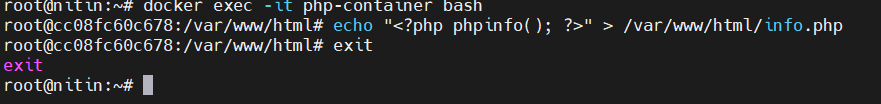 root@nitin:~# docker exec -it php-container bash
root@cc08fc60c678:/var/www/html# echo "<?php phpinfo(); ?>" > /var/www/html/info.php
root@cc08fc60c678:/var/www/html# exit
exit
root@nitin:~#